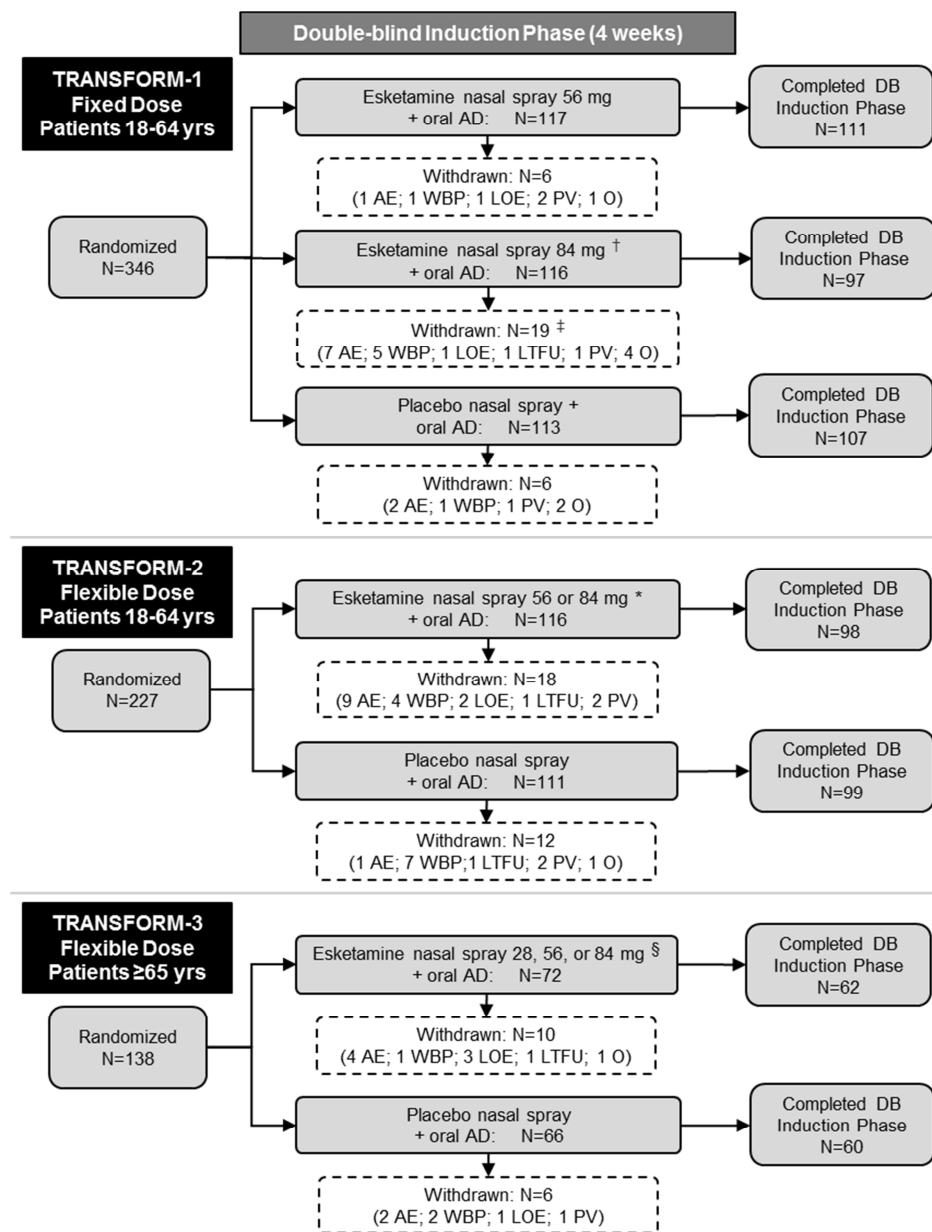 Double-blind Induction Phase (4 weeks)
TRANSFORM-1
Fixed Dose
Patients 18-64 yrs
Randomized
N=346
Esketamine nasal spray 56 mg
+ oral AD: N=117
Completed DB
Induction Phase
N=111
Withdrawn: N=6
(1 AE; 1 WBP; 1 LOE; 2 PV; 1 O)
Esketamine nasal spray 84 mg †
+ oral AD: N=116
Completed DB
Induction Phase
N=97
Withdrawn: N=19 ‡
(7 AE; 5 WBP; 1 LOE; 1 LTFU; 1 PV; 4 O)
Placebo nasal spray +
oral AD: N=113
Completed DB
Induction Phase
N=107
Withdrawn: N=6
(2 AE; 1 WBP; 1 PV; 2 O)
TRANSFORM-2
Flexible Dose
Patients 18-64 yrs
Randomized
N=227
Esketamine nasal spray 56 or 84 mg *
+ oral AD: N=116
Completed DB
Induction Phase
N=98
Withdrawn: N=18
(9 AE; 4 WBP; 2 LOE; 1 LTFU; 2 PV)
Placebo nasal spray
+ oral AD: N=111
Completed DB
Induction Phase
N=99
Withdrawn: N=12
(1 AE; 7 WBP;1 LTFU; 2 PV; 1 O)
TRANSFORM-3
Flexible Dose
Patients ≥65 yrs
Randomized
N=138
Esketamine nasal spray 28, 56, or 84 mg §
+ oral AD: N=72
Completed DB
Induction Phase
N=62
Withdrawn: N=10
(4 AE; 1 WBP; 3 LOE; 1 LTFU; 1 O)
Placebo nasal spray
+ oral AD: N=66
Completed DB
Induction Phase
N=60
Withdrawn: N=6
(2 AE; 2 WBP; 1 LOE; 1 PV)